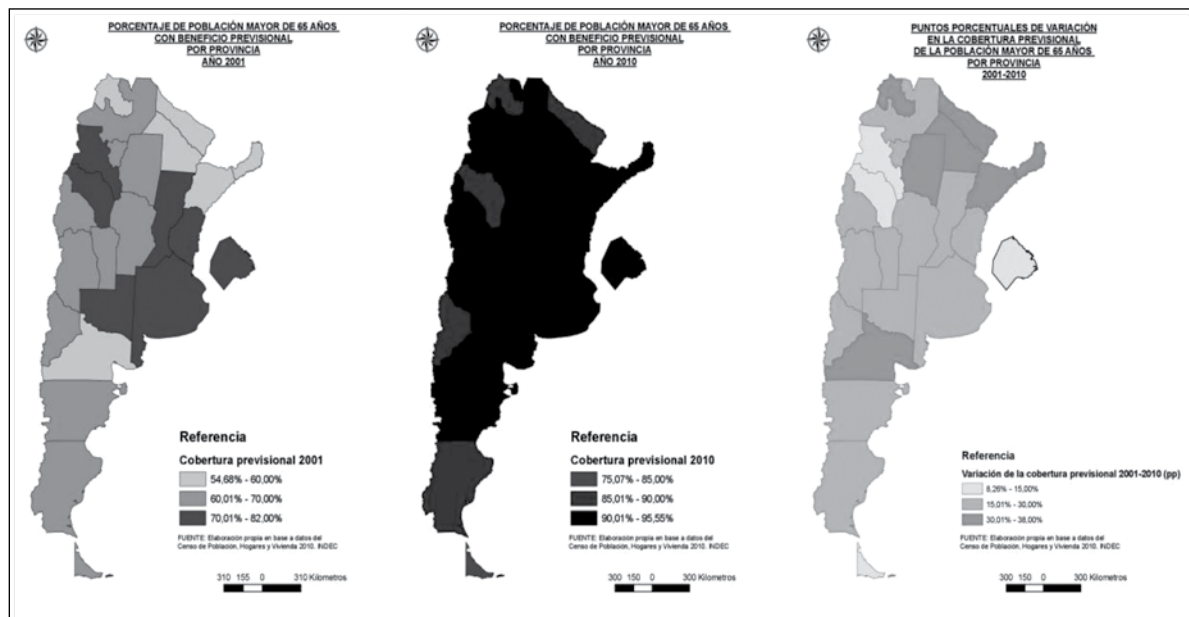 PORCENTAJE DE POBLACIÓN MAYOR DE 65 AÑOS
CON BENEFICIO PREVISIONAL
POR PROVINCIA
AÑO 2001
Referencia
Cobertura previsional 2001
54,68% - 60,00%
60,01% - 70,00%
70,01% - 82,00%
FUENTE: Elaboración propia en base a datos del
Censo de Población, Hogares y Vivienda 2010. INDEC
310 155 0 310 Kilometros
PORCENTAJE DE POBLACIÓN MAYOR DE 65 AÑOS
CON BENEFICIO PREVISIONAL
POR PROVINCIA
AÑO 2010
Referencia
Cobertura previsional 2010
75,07% - 85,00%
85,01% - 90,00%
90,01% - 95,55%
FUENTE: Elaboración propia en base a datos del
Censo de Población, Hogares y Vivienda 2010. INDEC
300 150 0 300 Kilometros
PUNTOS PORCENTUALES DE VARIACIÓN
EN LA COBERTURA PREVISIONAL
DE LA POBLACIÓN MAYOR DE 65 AÑOS
POR PROVINCIA
2001-2010
Referencia
Variación de la cobertura previsional 2001-2010 (pp)
8,26% - 15,00%
15,01% - 30,00%
30,01% - 38,00%
FUENTE: Elaboración propia en base a datos del
Censo de Población, Hogares y Vivienda 2010. INDEC
300 150 0 300 Kilometros